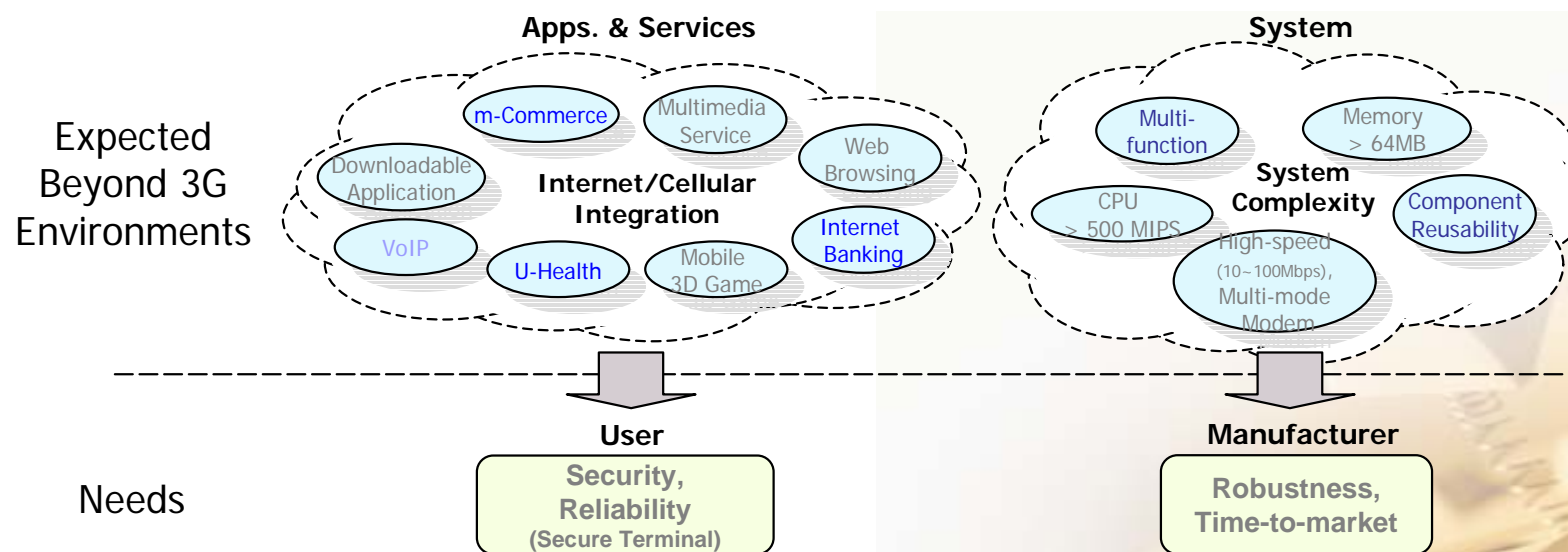 Apps. & Services
System
Expected
Beyond 3G
Environments
m-Commerce
Multimedia
Service
Web
Browsing
Downloadable
Application
Internet/Cellular
Integration
VoIP
U-Health
Mobile
3D Game
Internet
Banking
Multi-
function
Memory
> 64MB
System
Complexity
CPU
> 500 MIPS
Component
Reusability
High-speed
(10~100Mbps),
Multi-mode
Modem
User
Manufacturer
Needs
Security,
Reliability
(Secure Terminal)
Robustness,
Time-to-market